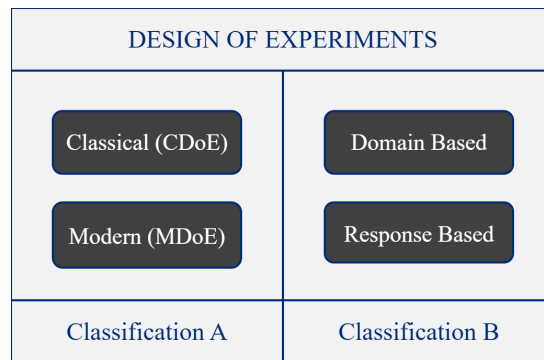 DESIGN OF EXPERIMENTS
Classical (CDoE)
Domain Based
Modern (MDoE)
Response Based
Classification A
Classification B